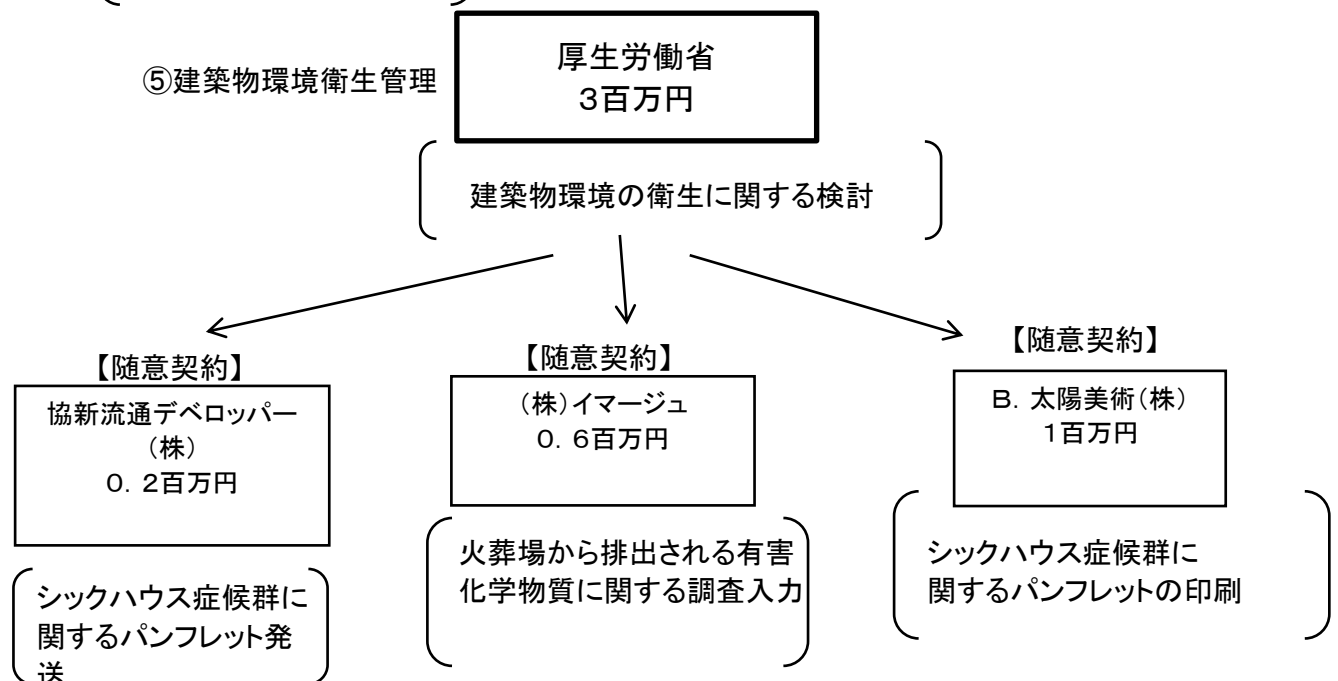 ⑤建築物環境衛生管理
厚生労働省
3百万円
建築物環境の衛生に関する検討
【随意契約】
協新流通デベロッパー
(株)
0．2百万円
シックハウス症候群に
関するパンフレット発
送
【随意契約】
(株)イマージュ
0．6百万円
火葬場から排出される有害
化学物質に関する調査入力
【随意契約】
B．太陽美術(株)
1百万円
シックハウス症候群に
関するパンフレットの印刷